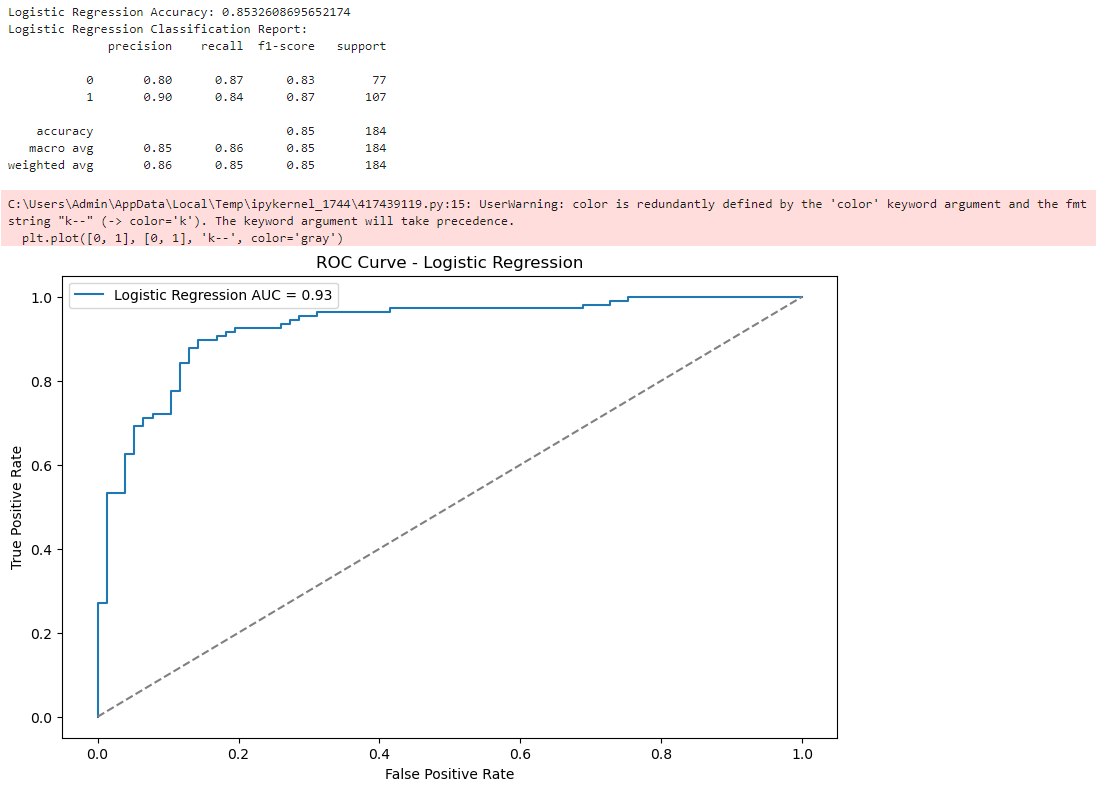 Logistic Regression Accuracy: 0.8532608695652174
Logistic Regression Classification Report:
              precision    recall  f1-score   support

           0       0.80      0.87      0.83        77
           1       0.90      0.84      0.87       107

    accuracy                           0.85       184
   macro avg       0.85      0.86      0.85       184
weighted avg       0.86      0.85      0.85       184

C:\Users\Admin\AppData\Local\Temp\ipykernel_1744\417439119.py:15: UserWarning: color is redundantly defined by the 'color' keyword argument and the fmt
string "k--" (-> color='k'). The keyword argument will take precedence.
  plt.plot([0, 1], [0, 1], 'k--', color='gray')
ROC Curve - Logistic Regression
Logistic Regression AUC = 0.93
1.0
0.8
0.6
0.4
0.2
0.0
True Positive Rate
0.0 0.2 0.4 0.6 0.8 1.0
False Positive Rate